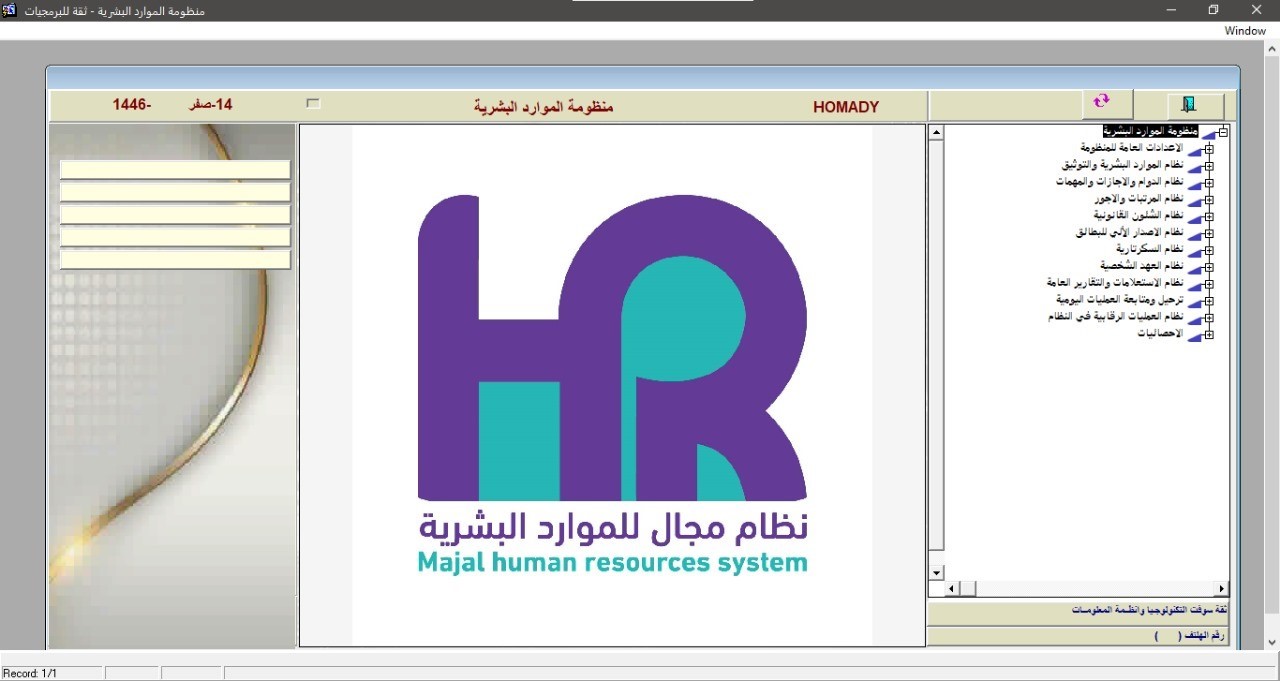 منظومة الموارد البشرية - ثقة للبرمجيات
Window
HOMADY
منظومة الموارد البشرية
14-صفر -1446
منظومة الموارد البشرية
الاعدادات العامة للمنظومة
نظام الموارد البشرية والتوثيق
نظام الدوام والاجازات والمهمات
نظام المرتبات والاجور
نظام الشئون القانونية
نظام الاصدار الألي للبطائق
نظام السكرتارية
نظام العهد الشخصية
نظام الاستعلامات والتقارير العامة
ترحيل ومتابعة العمليات اليومية
نظام العمليات الرقابية في النظام
الاحصائيات
HR
نظام مجال للموارد البشرية
Majal human resources system
ثقة سوفت التكنولوجيا وانظمة المعلومات
رقم الهتف ( )
Record: 1/1